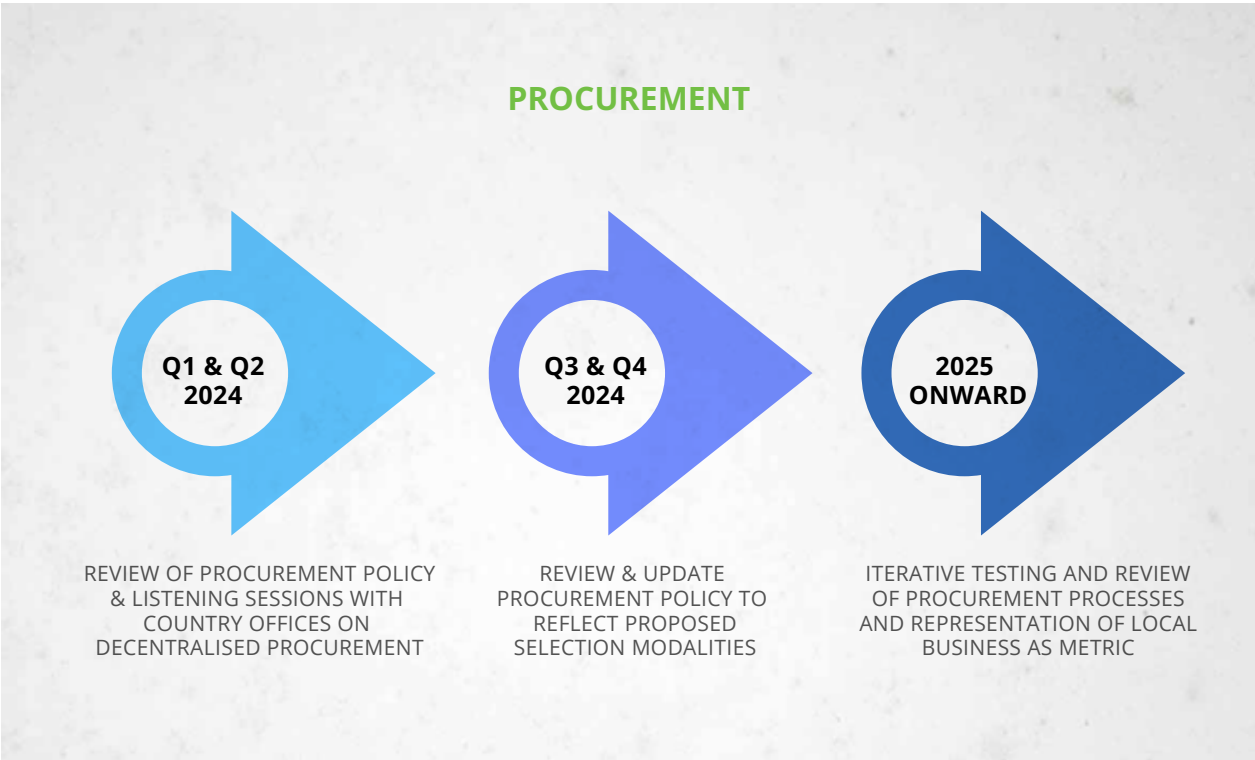 PROCUREMENT
Q1 & Q2
2024
REVIEW OF PROCUREMENT POLICY
& LISTENING SESSIONS WITH
COUNTRY OFFICES ON
DECENTRALISED PROCUREMENT
Q3 & Q4
2024
REVIEW & UPDATE
PROCUREMENT POLICY TO
REFLECT PROPOSED
SELECTION MODALITIES
2025
ONWARD
ITERATIVE TESTING AND REVIEW
OF PROCUREMENT PROCESSES
AND REPRESENTATION OF LOCAL
BUSINESS AS METRIC